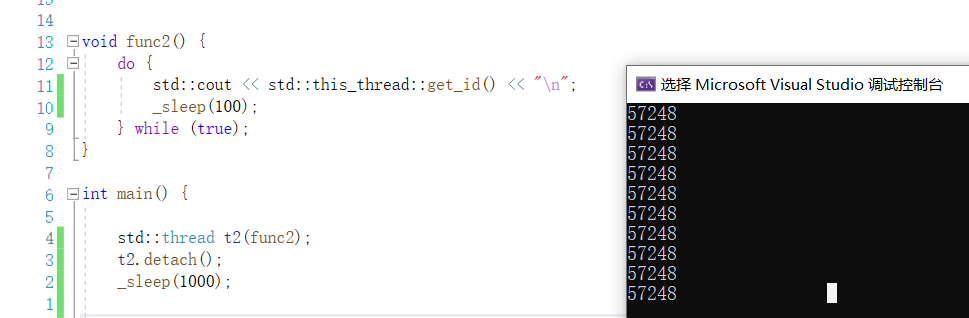 15
14
13 void func2() {
12 do {
11 std::cout << std::this_thread::get_id() << "\n";
10 _sleep(100);
9 } while (true);
8 }
7
6 int main() {
5
4 std::thread t2(func2);
3 t2.detach();
2 _sleep(1000);
1
C:\ 选择 Microsoft Visual Studio 调试控制台
57248
57248
57248
57248
57248
57248
57248
57248
57248
57248